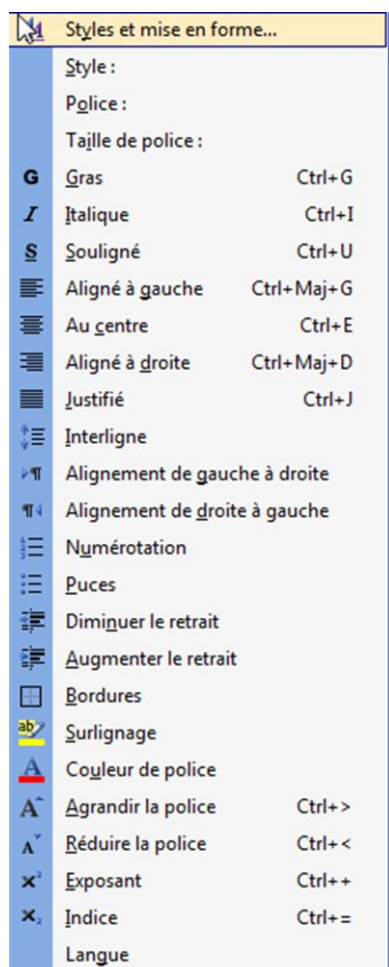 Styles et mise en forme...
Style :
Police :
Taille de police :
G Gras Ctrl+G
I Italique Ctrl+I
S Souligné Ctrl+U
Aligné à gauche Ctrl+Maj+G
Au centre Ctrl+E
Aligné à droite Ctrl+Maj+D
Justifié Ctrl+J
Interligne
Alignement de gauche à droite
Alignement de droite à gauche
Numérotation
Puces
Diminuer le retrait
Augmenter le retrait
Bordures
ab Surlignage
A Couleur de police
A Agrandir la police Ctrl+>
A Réduire la police Ctrl+<
x² Exposant Ctrl++
x₂ Indice Ctrl+=
Langue